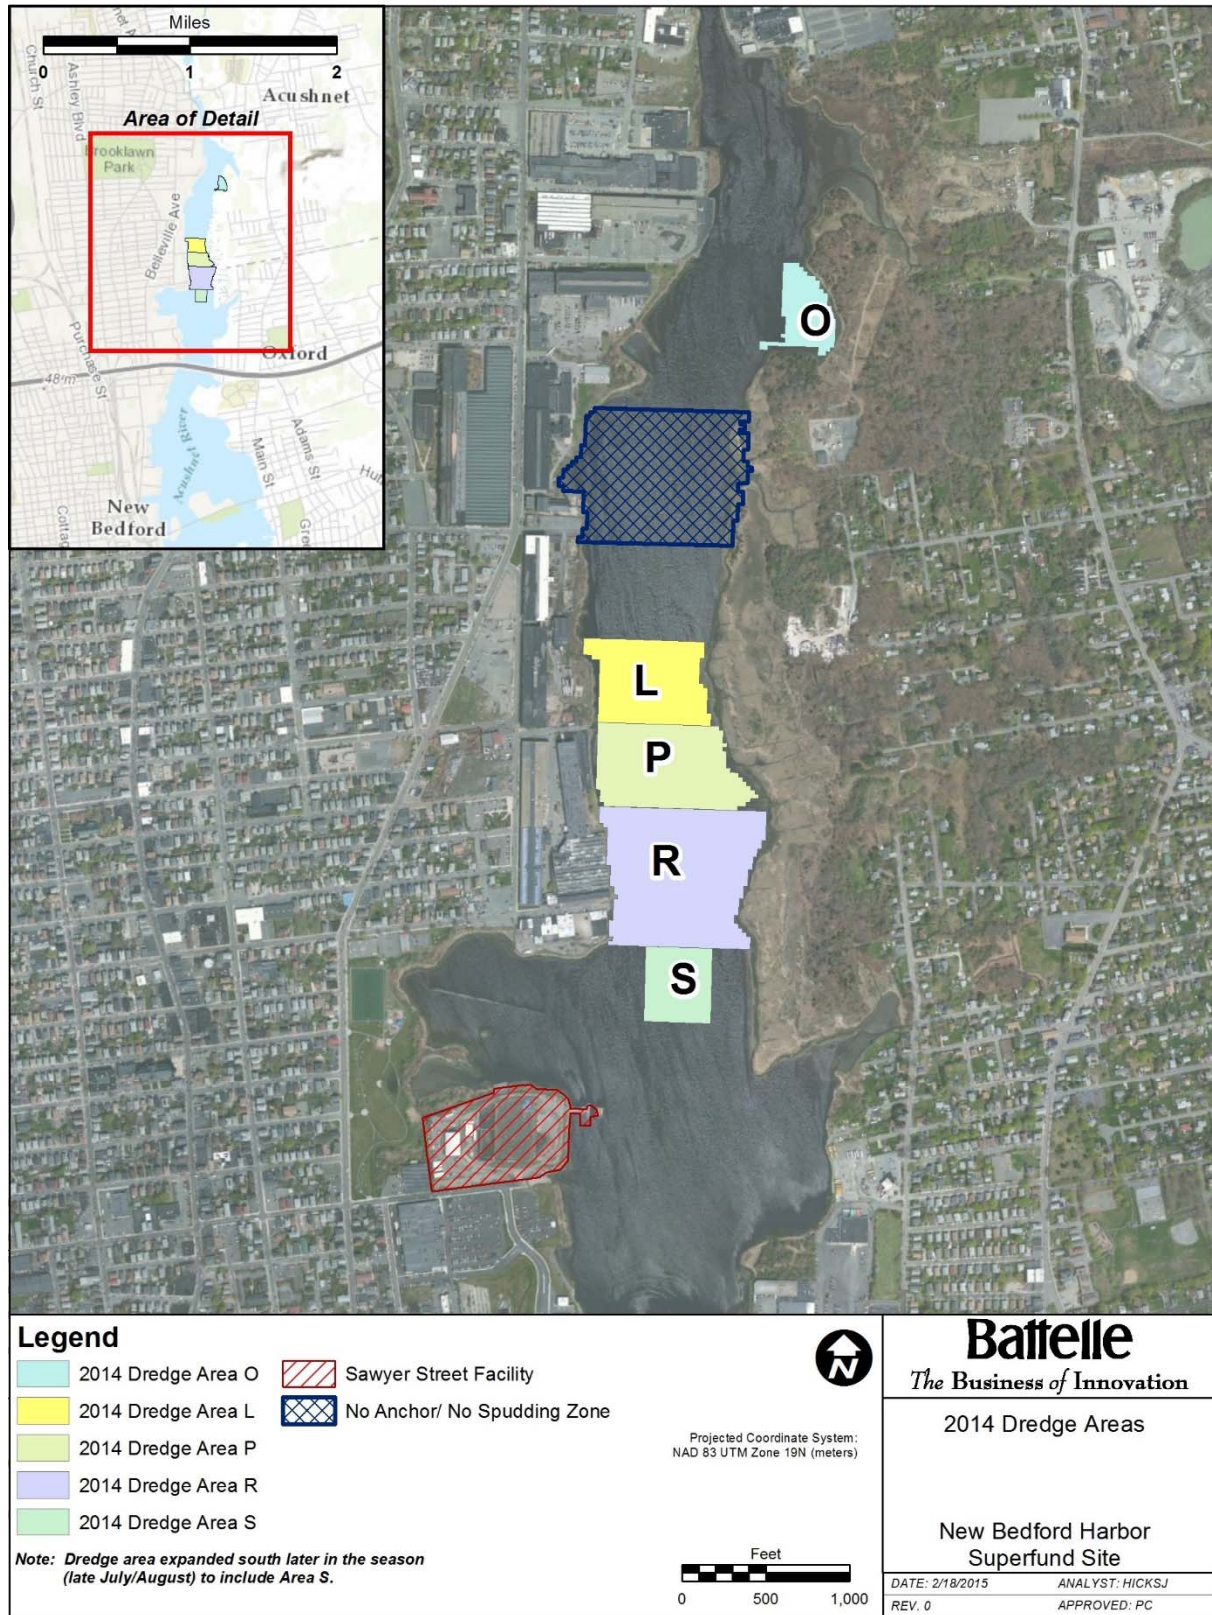 Miles
0 1 2
Church St
Ashley Blvd
Acushnet
Area of Detail
Brooklawn
Park
Belleville Ave
Purchase St
Oxford
48 m
Acushnet River
Main St
Adams St
New
Bedford
O
L
P
R
S
Legend
2014 Dredge Area O
2014 Dredge Area L
2014 Dredge Area P
2014 Dredge Area R
2014 Dredge Area S
Sawyer Street Facility
No Anchor/ No Spudding Zone
Note: Dredge area expanded south later in the season
(late July/August) to include Area S.
N
Projected Coordinate System:
NAD 83 UTM Zone 19N (meters)
Feet
0 500 1,000
Battelle
The Business of Innovation
2014 Dredge Areas
New Bedford Harbor
Superfund Site
DATE: 2/18/2015 ANALYST: HICKSJ
REV. 0 APPROVED: PC